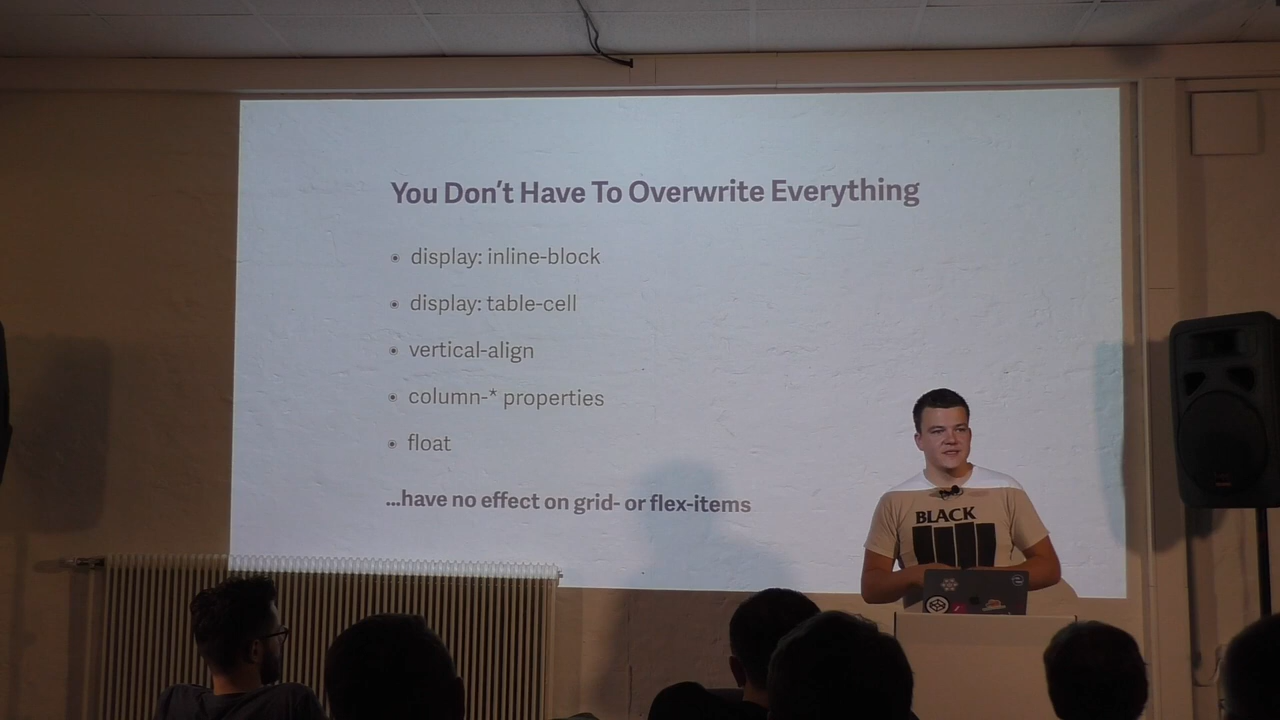 You Don't Have To Overwrite Everything
display: inline-block
display: table-cell
vertical-align
column-* properties
float
...have no effect on grid- or flex-items
BLACK